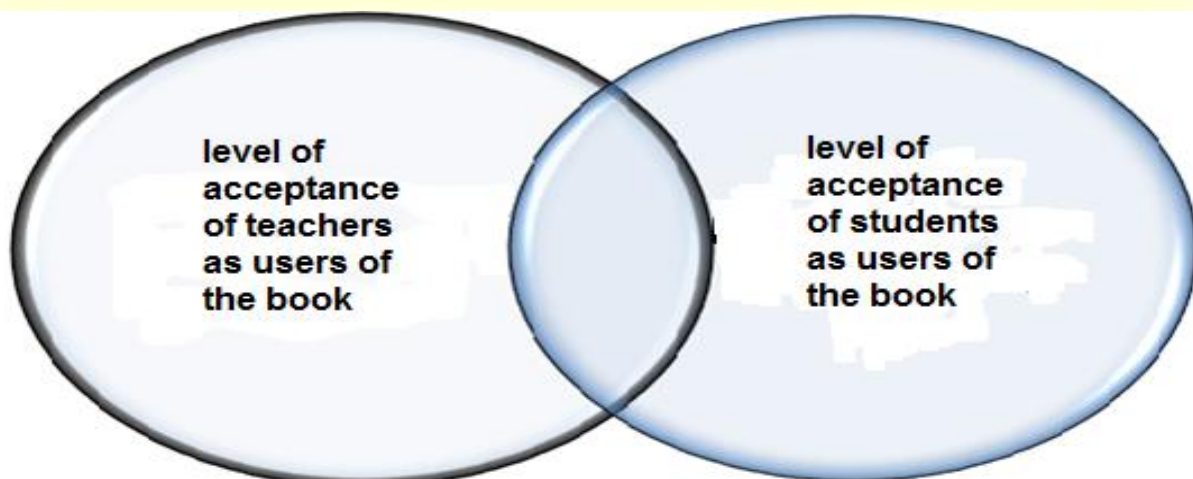 level of
acceptance
of teachers
as users of
the book
level of
acceptance
of students
as users of
the book